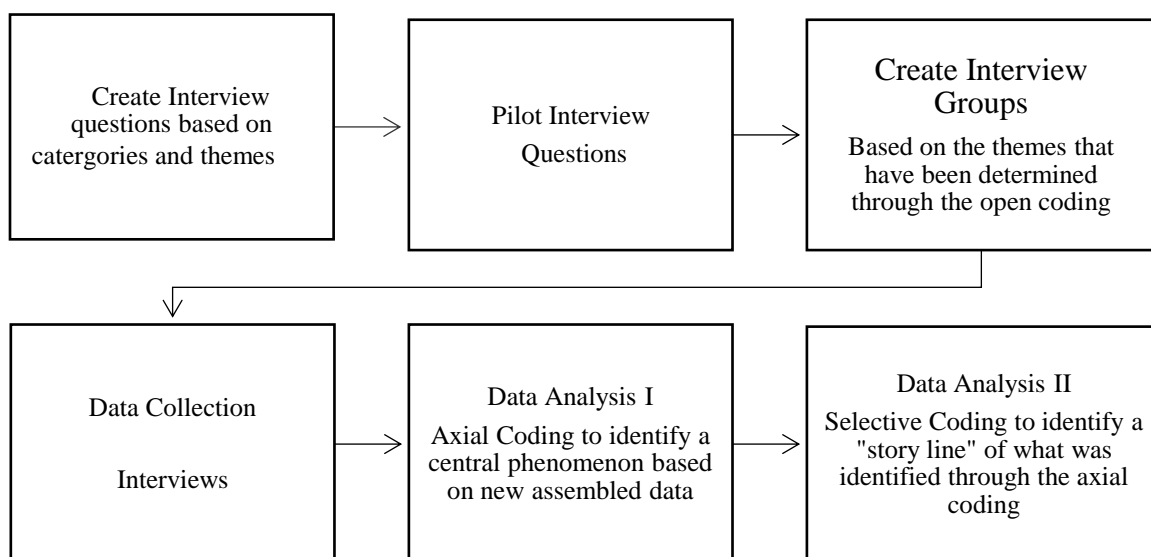 Create Interview
questions based on
catergories and themes
Pilot Interview
Questions
Create Interview
Groups
Based on the themes that
have been determined
through the open coding
Data Collection
Interviews
Data Analysis I
Axial Coding to identify a
central phenomenon based
on new assembled data
Data Analysis II
Selective Coding to identify a
"story line" of what was
identified through the axial
coding